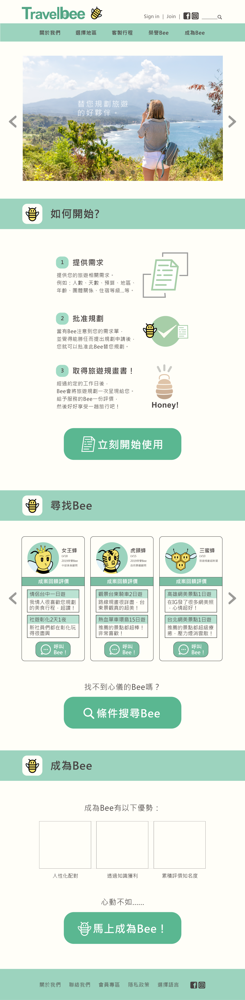 Travelbee
Sign in | Join |
關於我們 選擇地區 客製行程 榮譽Bee 成為Bee
替您規劃旅遊
的好夥伴。
如何開始?
1 提供需求
提供您的旅遊相關需求。
例如：人數、天數、預算、地區、
年齡、團體關係、住宿等級...等。
2 批准規劃
當有Bee注意到您的需求單，
並覺得能勝任而提出規劃申請後，
您就可以批准此Bee替您規劃。
3 取得旅遊規畫書！
經過約定的工作日後，
Bee會將旅遊規劃一次呈現給您。
給予服務的Bee一份評價，
然後好好享受一趟旅行吧！
Honey!
立刻開始使用
尋找Bee
女王蜂
LV18
2019榮譽Bee
中部美食顧問
成案回饋評價
情侶台中一日遊
我情人很喜歡您規劃
的美食行程，超讚！
社遊彰化2天1夜
新社員們都在彰化玩
得很盡興
呼叫
Bee！
虎頭蜂
LV15
2019榮譽Bee
自然景觀顧問
成案回饋評價
觀景台東騎車2日遊
路線規畫很詳盡，台
東景觀真的超美！
熱血單車環島15日遊
推薦的景點都超棒！
非常喜歡！
呼叫
Bee！
三蜜蜂
LV10
旅遊規劃超新星
成案回饋評價
高雄網美景點1日遊
在IG發了很多網美照
，心情超好！
台北網美景點1日遊
推薦的景點都超級療
癒，壓力煙消雲散！
呼叫
Bee！
找不到心儀的Bee嗎？
條件搜尋Bee
成為Bee
成為Bee有以下優勢：
人性化配對 透過知識獲利 累積評價知名度
心動不如......
馬上成為Bee！
關於我們 聯絡我們 會員專區 隱私政策 選擇語言